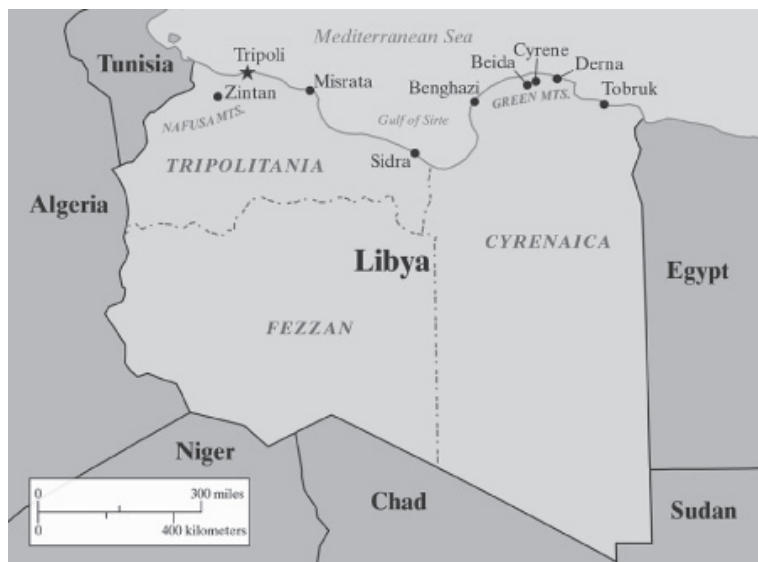 Mediterranean Sea
Tunisia
Tripoli
Cyrene
Beida
Derna
Misrata
Zintan
Benghazi
Tobruk
GREEN MTS.
NAFUSA MTS.
Gulf of Sirte
Sidra
TRIPOLITANIA
Algeria
CYRENAICA
Libya
Egypt
FEZZAN
Niger
Chad
Sudan
0 300 miles
0 400 kilometers